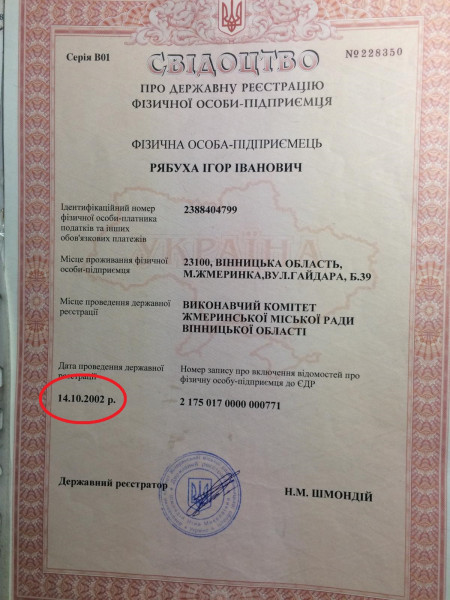 Серія В01
№228350
СВІДОЦТВО
ПРО ДЕРЖАВНУ РЕЄСТРАЦІЮ
ФІЗИЧНОЇ ОСОБИ-ПІДПРИЄМЦЯ
ФІЗИЧНА ОСОБА-ПІДПРИЄМЕЦЬ
РЯБУХА ІГОР ІВАНОВИЧ
Ідентифікаційний номер
фізичної особи-платника
податків та інших
обов'язкових платежів
2388404799
УКРАЇНА
Місце проживання фізичної
особи-підприємця
23100, ВІННИЦЬКА ОБЛАСТЬ,
М.ЖМЕРИНКА,ВУЛ.ГАЙДАРА, Б.39
Місце проведення державної
реєстрації
ВИКОНАВЧИЙ КОМІТЕТ
ЖМЕРИНСЬКОЇ МІСЬКОЇ РАДИ
ВІННИЦЬКОЇ ОБЛАСТІ
Дата проведення державної
реєстрації
14.10.2002 р.
Номер запису про включення відомостей про
фізичну особу-підприємця до ЄДР
2 175 017 0000 000771
Державний реєстратор
Н.М. ШМОНДІЙ